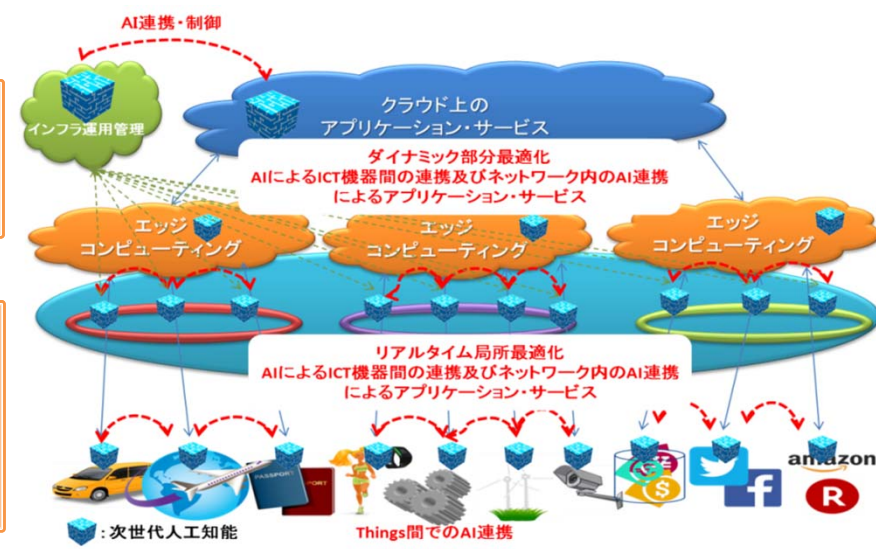 AI連携・制御
クラウド上の
アプリケーション・サービス
インフラ運用管理
ダイナミック部分最適化
AIによるICT機器間の連携及びネットワーク内のAI連携
によるアプリケーション・サービス
エッジ
コンピューティング
エッジ
コンピューティング
エッジ
コンピューティング
リアルタイム局所最適化
AIによるICT機器間の連携及びネットワーク内のAI連携
によるアプリケーション・サービス
PASSPORT
amazon
f
R
:次世代人工知能
Things間でのAI連携